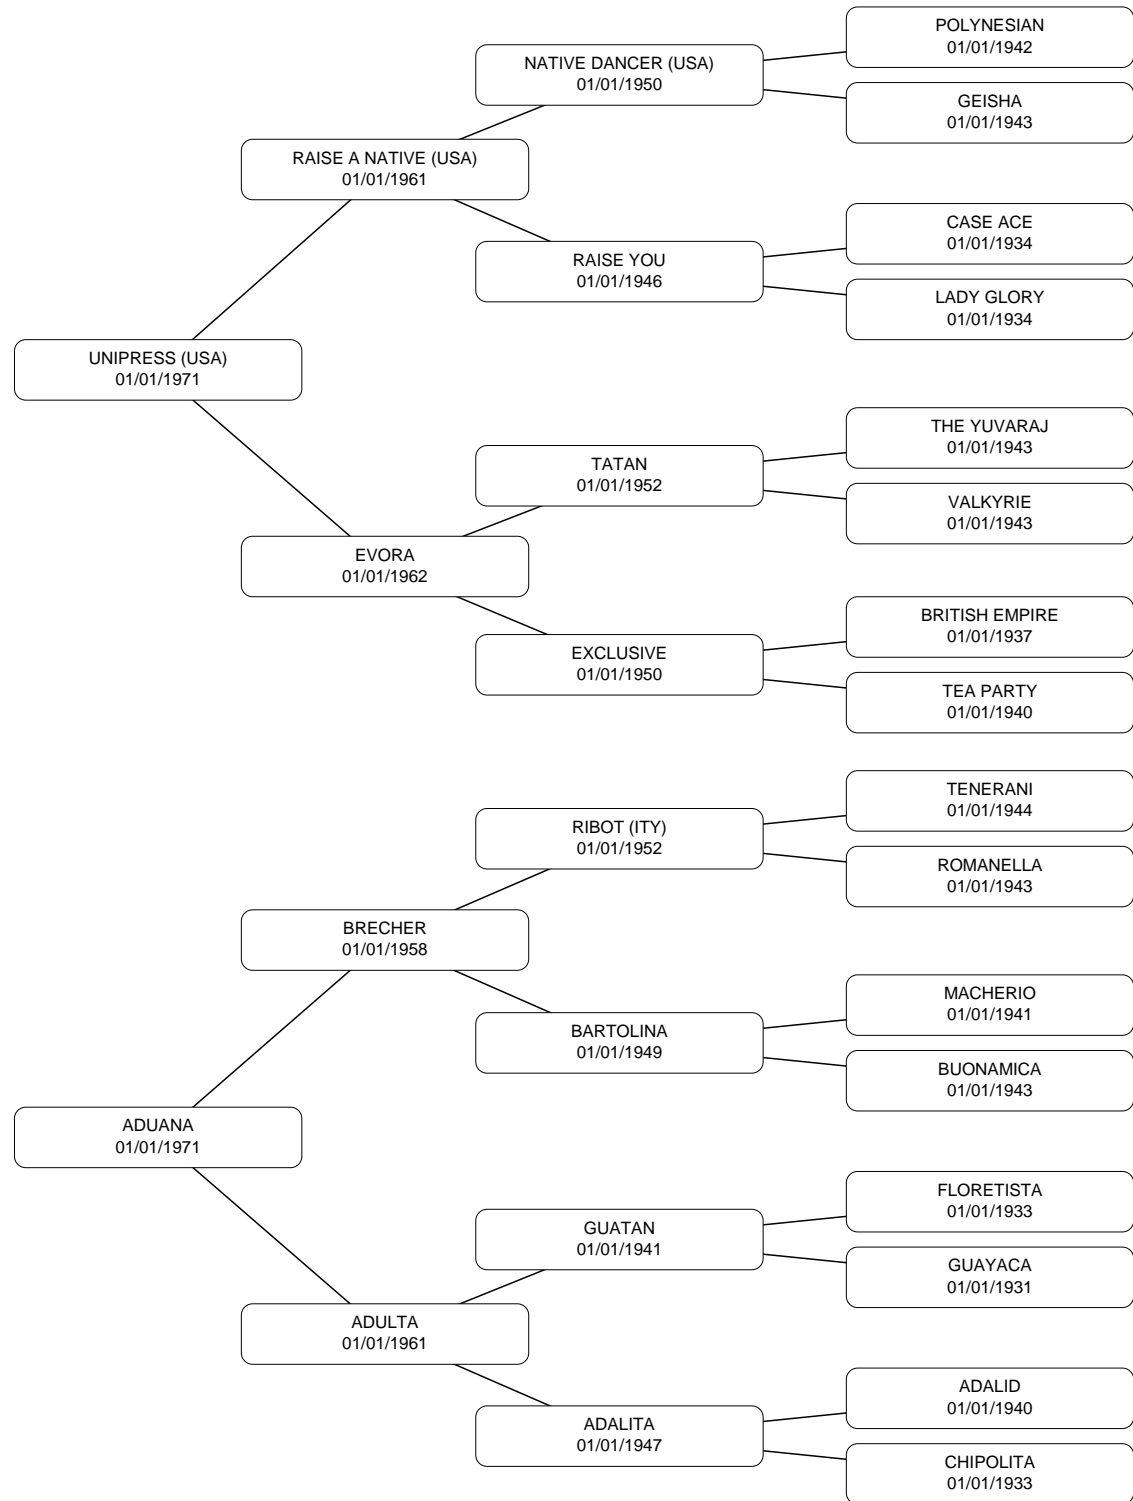 POLYNESIAN
01/01/1942
NATIVE DANCER (USA)
01/01/1950
GEISHA
01/01/1943
RAISE A NATIVE (USA)
01/01/1961
CASE ACE
01/01/1934
RAISE YOU
01/01/1946
LADY GLORY
01/01/1934
UNIPRESS (USA)
01/01/1971
THE YUVARAJ
01/01/1943
TATAN
01/01/1952
VALKYRIE
01/01/1943
EVORA
01/01/1962
BRITISH EMPIRE
01/01/1937
EXCLUSIVE
01/01/1950
TEA PARTY
01/01/1940
TENERANI
01/01/1944
RIBOT (ITY)
01/01/1952
ROMANELLA
01/01/1943
BRECHER
01/01/1958
MACHERIO
01/01/1941
BARTOLINA
01/01/1949
BUONAMICA
01/01/1943
ADUANA
01/01/1971
FLORETISTA
01/01/1933
GUATAN
01/01/1941
GUAYACA
01/01/1931
ADULTA
01/01/1961
ADALID
01/01/1940
ADALITA
01/01/1947
CHIPOLITA
01/01/1933